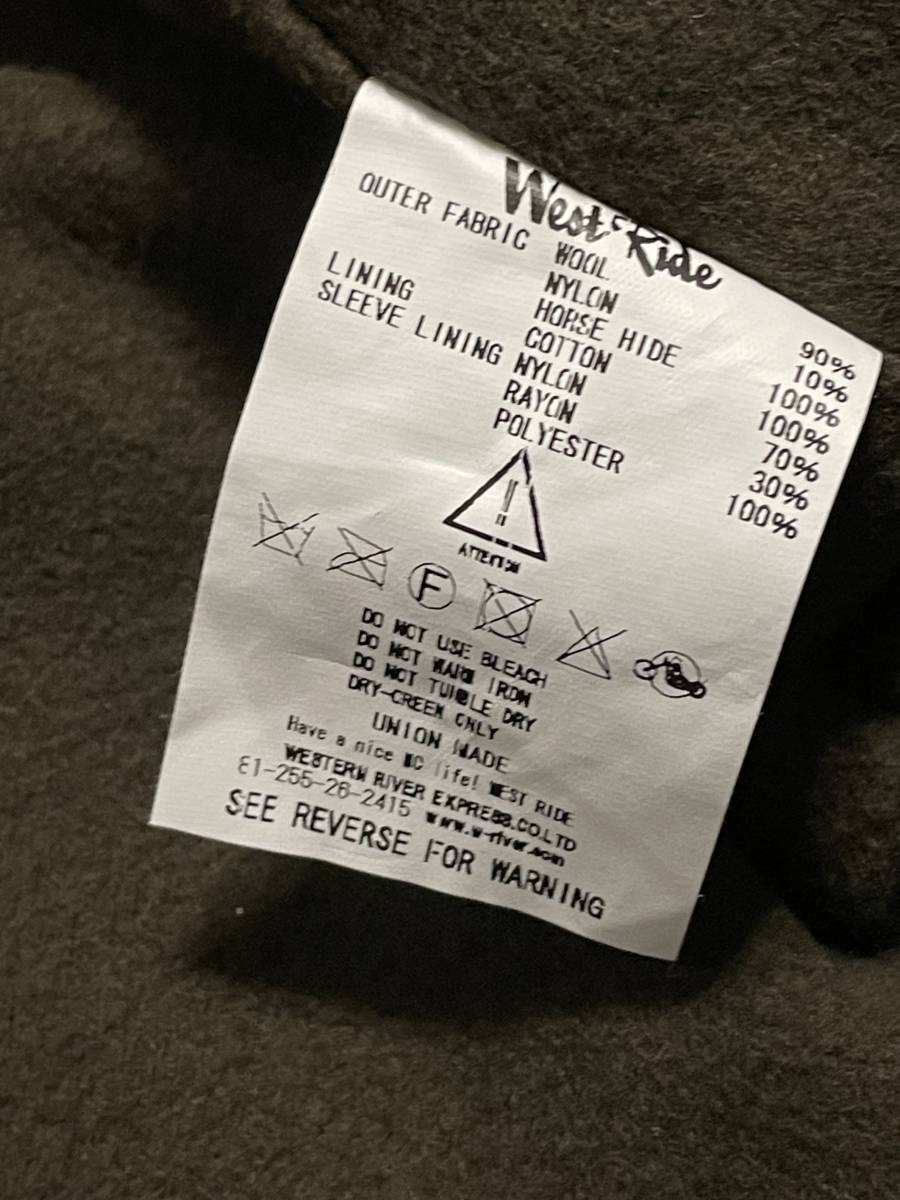 West Ride
OUTER FABRIC WOOL 90%
NYLON 10%
HORSE HIDE 100%
LINING COTTON 100%
SLEEVE LINING NYLON 70%
RAYON 30%
POLYESTER 100%
!!
ATTENTION
F
DO NOT USE BLEACH
DO NOT WARM IRON
DO NOT TUMBLE DRY
DRY-CREEN ONLY
UNION MADE
Have a nice MC life! WEST RIDE
WESTERN RIVER EXPRESS.CO.LTD
81-255-26-2415 www.w-river.com
SEE REVERSE FOR WARNING